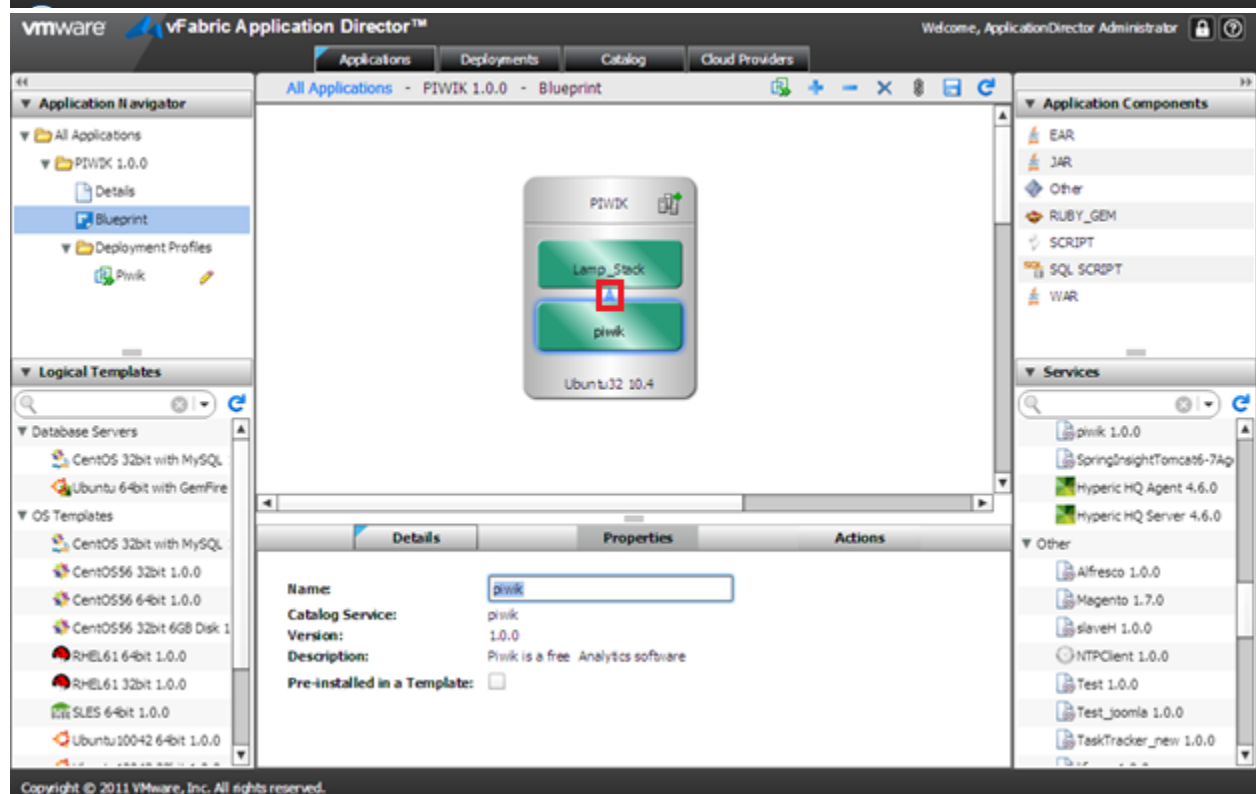 vmware vFabric Application Director™
Welcome, ApplicationDirector Administrator
Applications Deployments Catalog Cloud Providers
Application Navigator
All Applications
PIWIK 1.0.0
Details
Blueprint
Deployment Profiles
Piwik
Logical Templates
Database Servers
CentOS 32bit with MySQL
Ubuntu 64bit with GemFire
OS Templates
CentOS 32bit with MySQL
CentOS56 32bit 1.0.0
CentOS56 64bit 1.0.0
CentOS56 32bit 6GB Disk 1
RHEL61 64bit 1.0.0
RHEL61 32bit 1.0.0
SLES 64bit 1.0.0
Ubuntu10042 64bit 1.0.0
All Applications - PIWIK 1.0.0 - Blueprint
PIWIK
Lamp_Stack
piwik
Ubuntu32 10.4
Details Properties Actions
Name: piwik
Catalog Service: piwik
Version: 1.0.0
Description: Piwik is a free Analytics software
Pre-installed in a Template:
Application Components
EAR
JAR
Other
RUBY_GEM
SCRIPT
SQL SCRIPT
WAR
Services
piwik 1.0.0
SpringInsightTomcat6-7Ag
Hyperic HQ Agent 4.6.0
Hyperic HQ Server 4.6.0
Other
Alfresco 1.0.0
Magento 1.7.0
slaveH 1.0.0
NTPClient 1.0.0
Test 1.0.0
Test_joomla 1.0.0
TaskTracker_new 1.0.0
Copyright © 2011 VMware, Inc. All rights reserved.